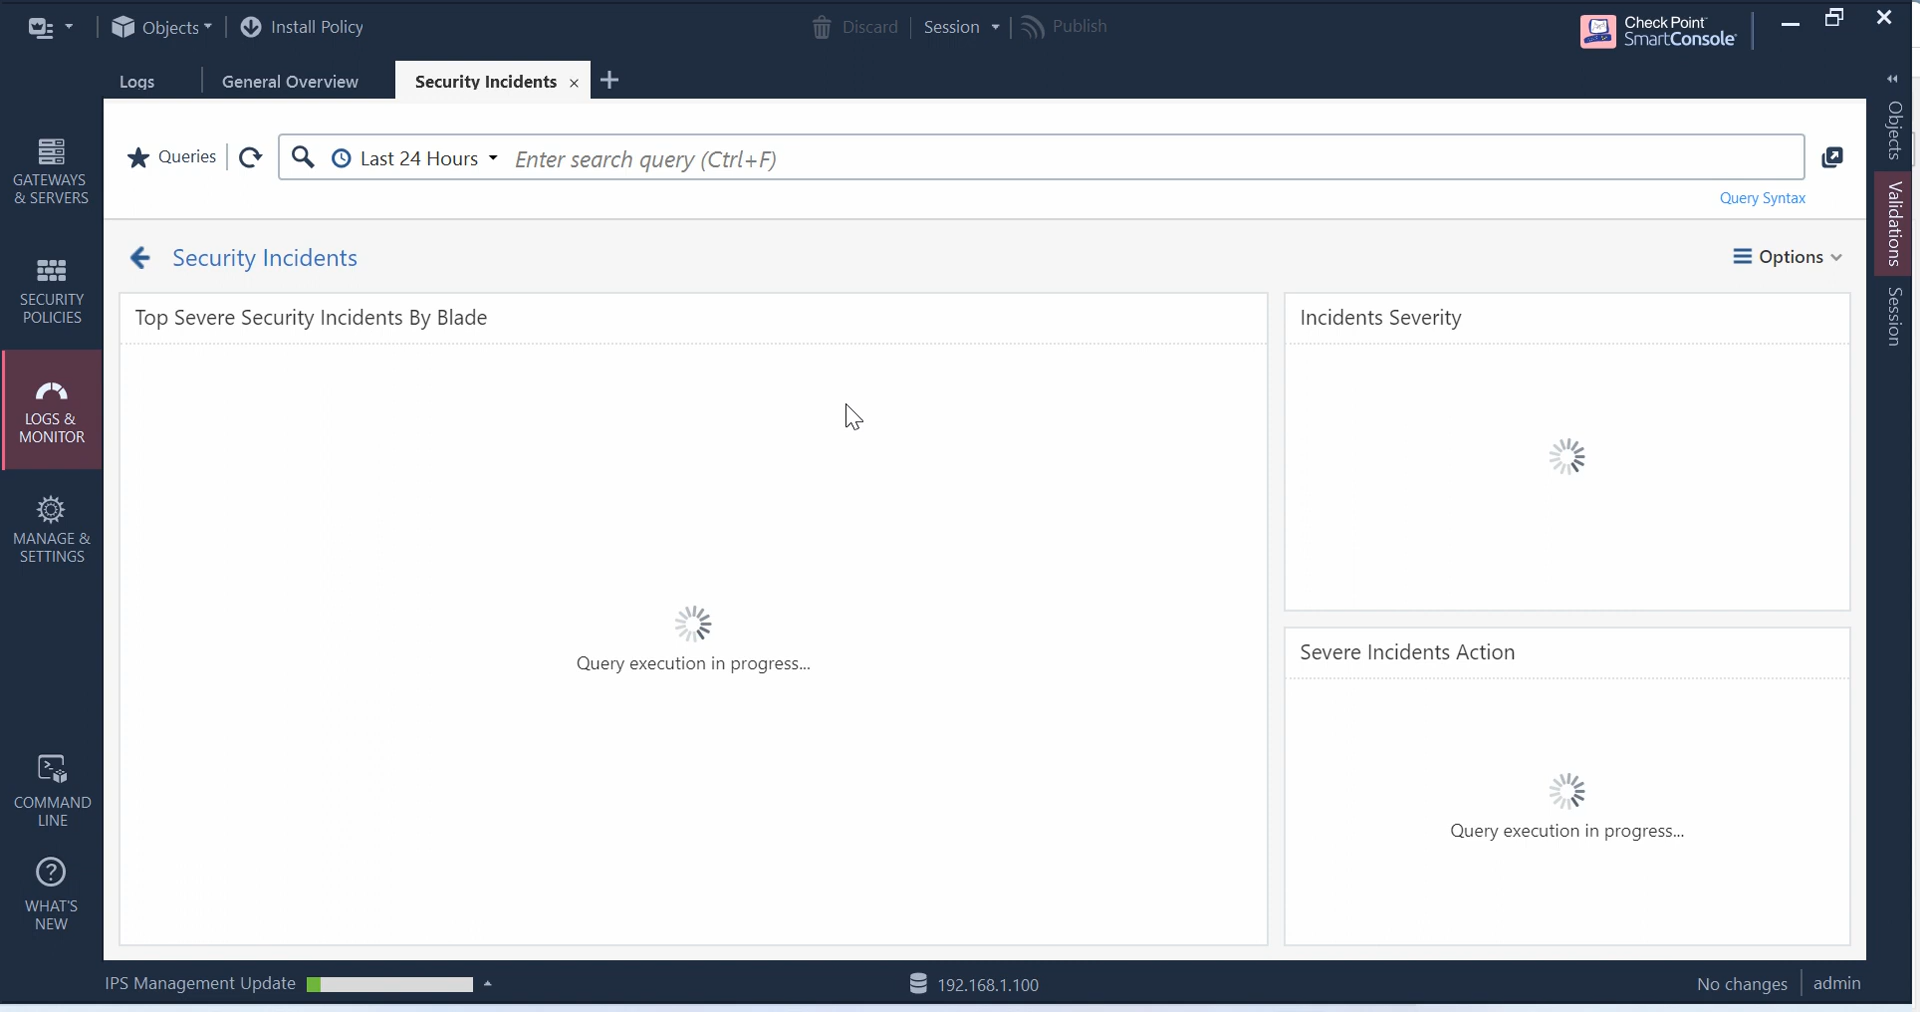 Objects
Install Policy
Discard
Session
Publish
Check Point
SmartConsole
Logs
General Overview
Security Incidents
Queries
Last 24 Hours
Enter search query (Ctrl+F)
Query Syntax
Security Incidents
Options
Top Severe Security Incidents By Blade
Query execution in progress...
Incidents Severity
Severe Incidents Action
Query execution in progress...
GATEWAYS
& SERVERS
SECURITY
POLICIES
LOGS &
MONITOR
MANAGE &
SETTINGS
COMMAND
LINE
WHAT'S
NEW
Objects
Validations
Session
IPS Management Update
192.168.1.100
No changes
admin